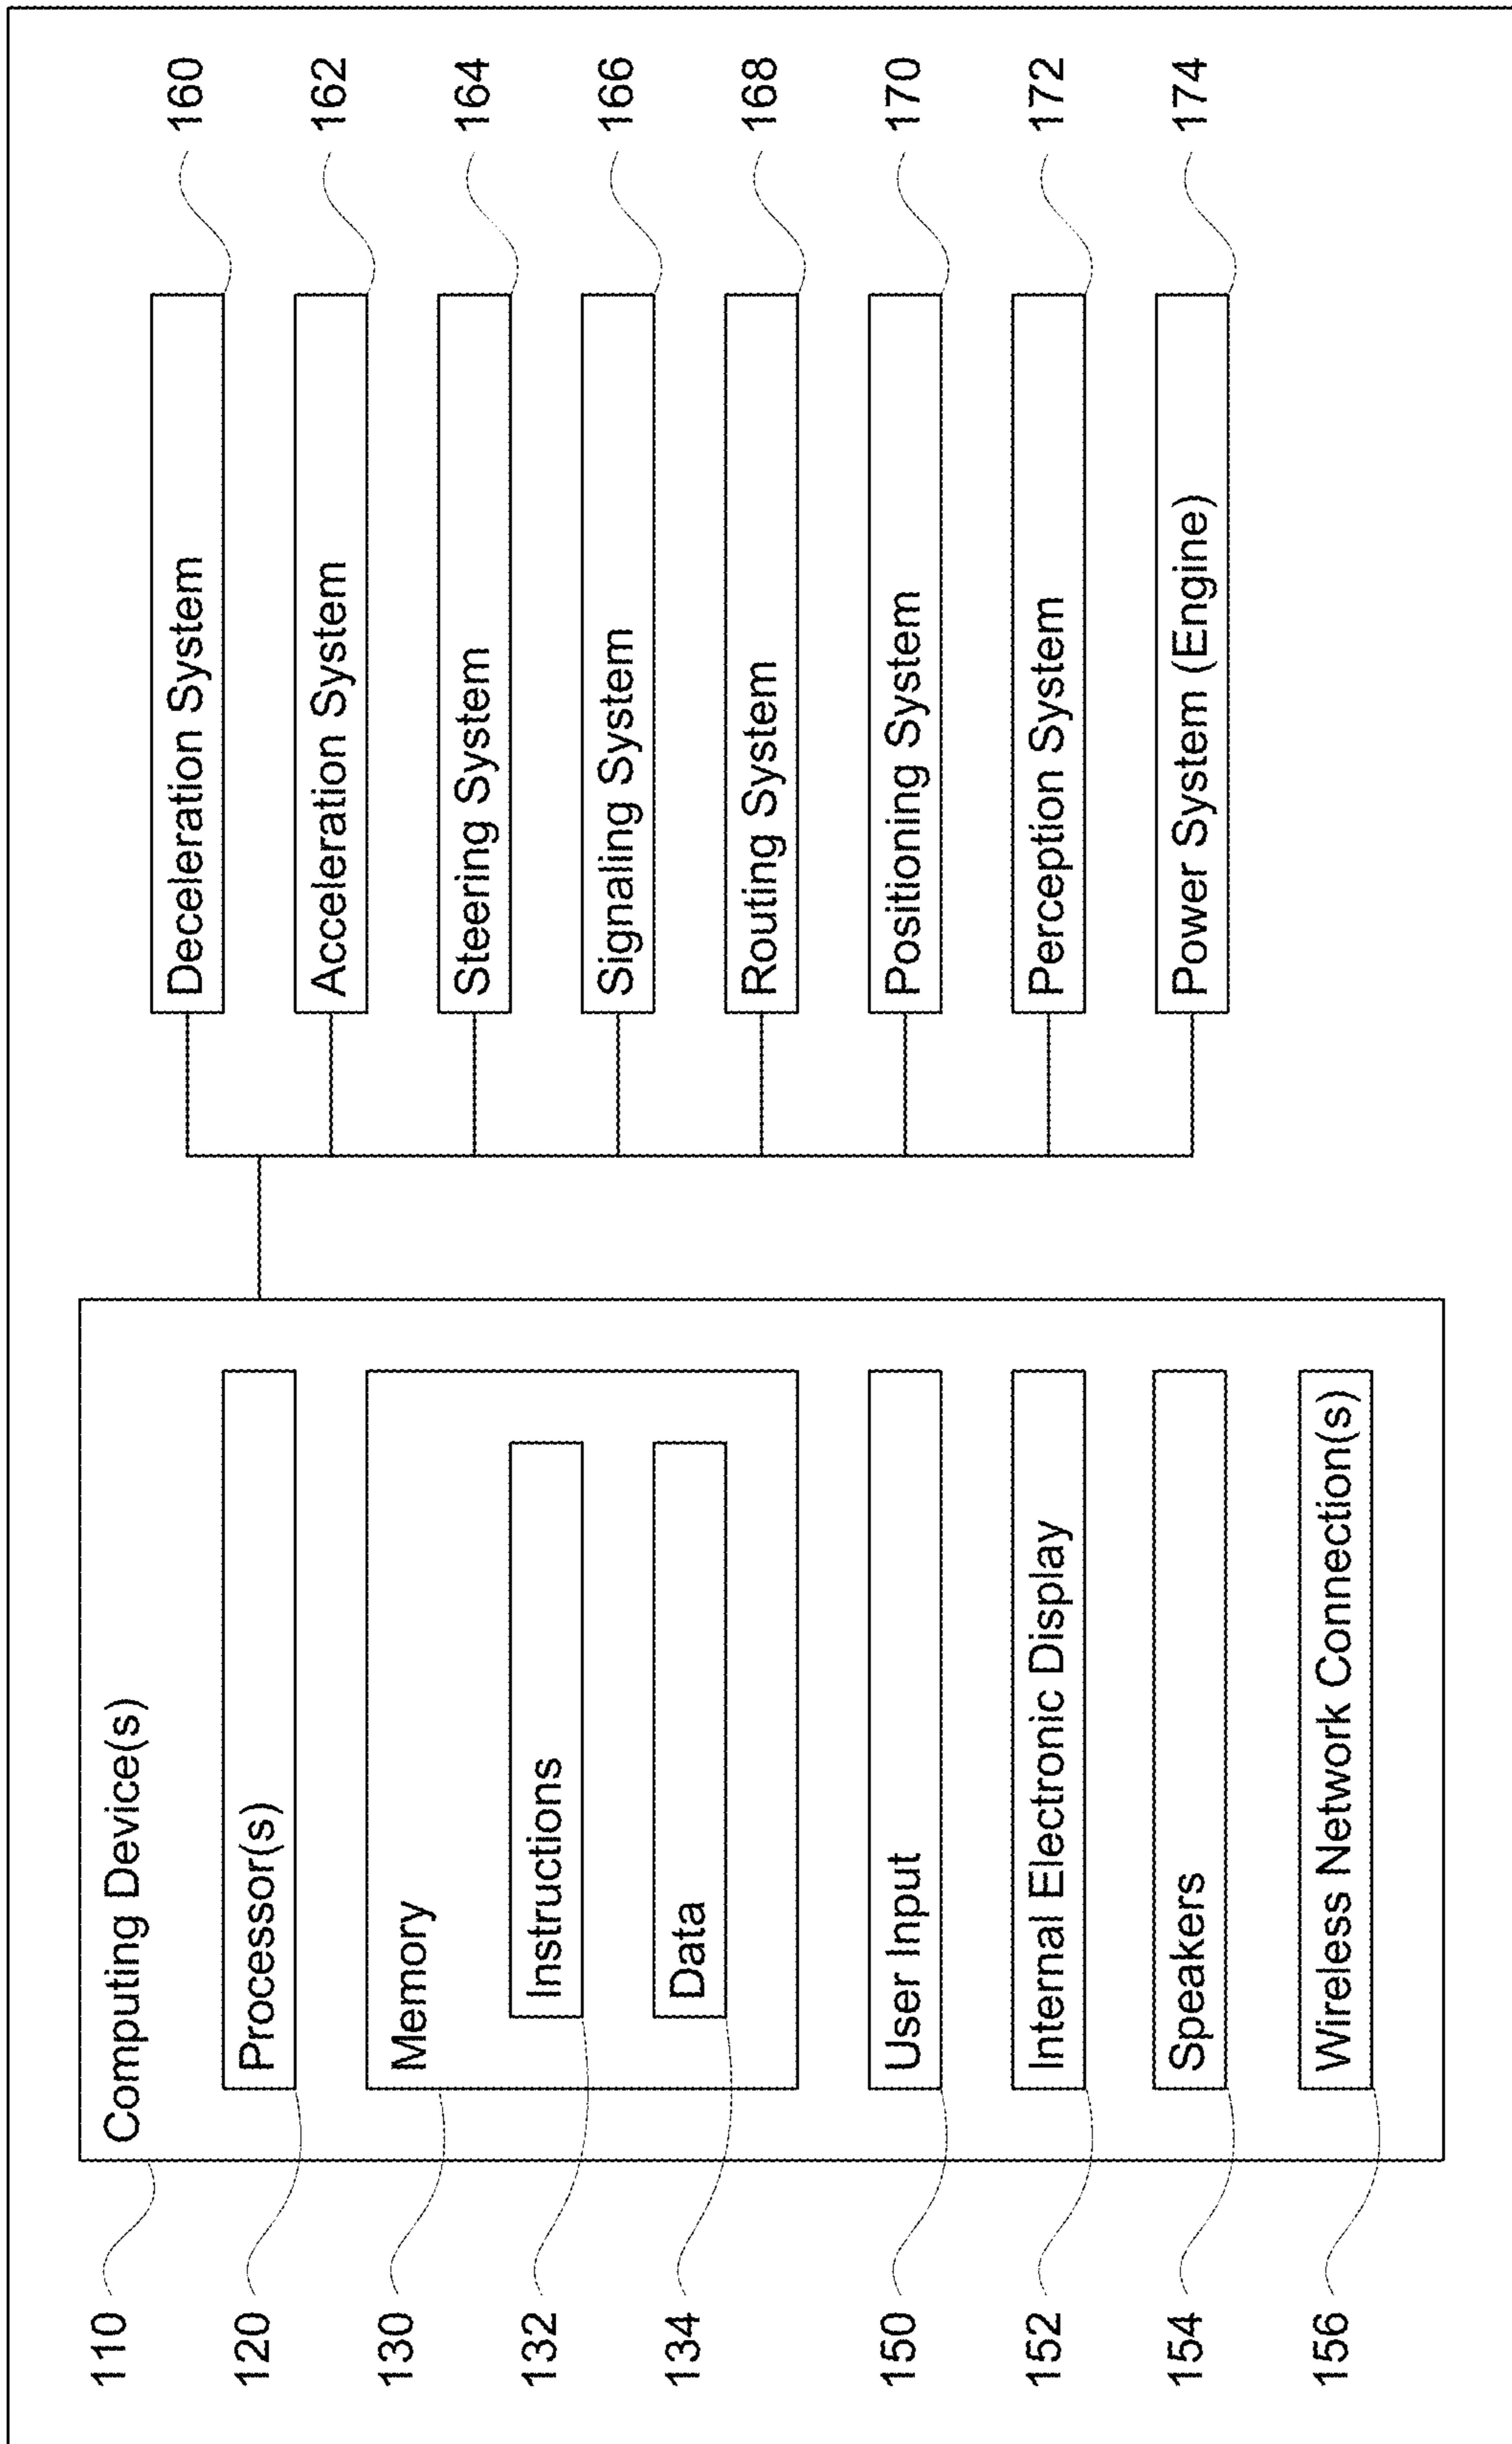 110
Computing Device(s)
120
Processor(s)
130
Memory
132
Instructions
134
Data
150
User Input
152
Internal Electronic Display
154
Speakers
156
Wireless Network Connection(s)
Deceleration System
160
Acceleration System
162
Steering System
164
Signaling System
166
Routing System
168
Positioning System
170
Perception System
172
Power System (Engine)
174